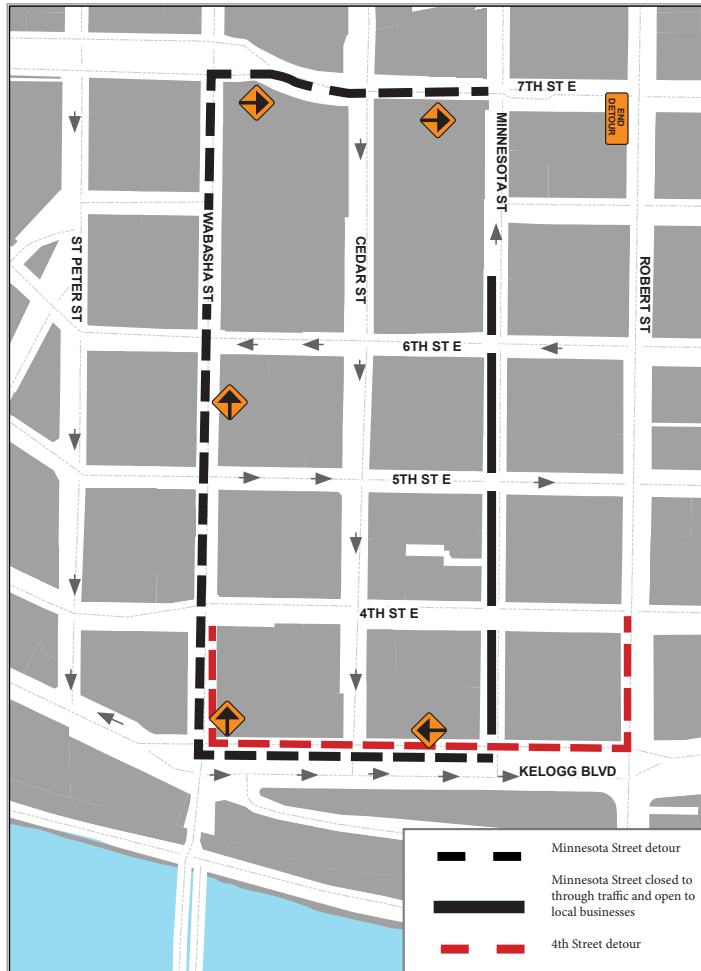 7TH ST E
END
DETOUR
MINNESOTA ST
WABASHA ST
ST PETER ST
CEDAR ST
ROBERT ST
6TH ST E
5TH ST E
4TH ST E
KELOGG BLVD
Minnesota Street detour
Minnesota Street closed to
through traffic and open to
local businesses
4th Street detour